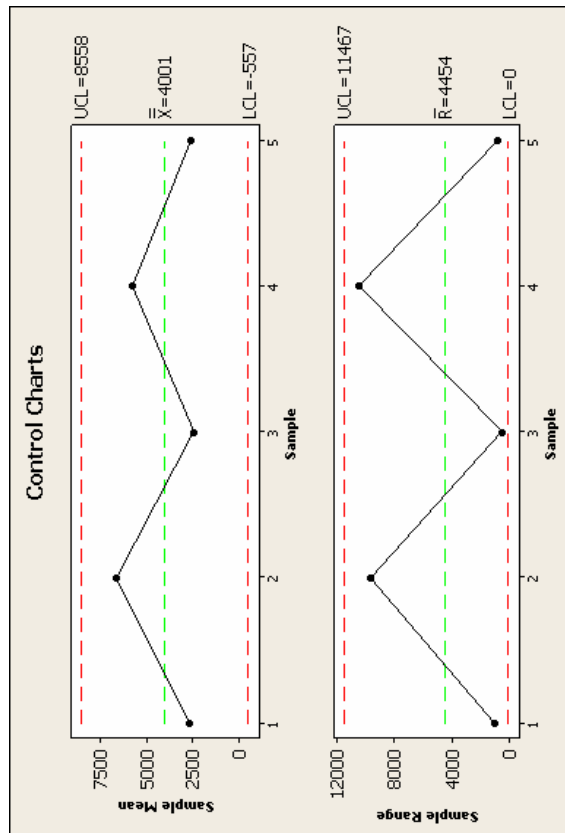 Control Charts
UCL=8558
X=4001
LCL=-557
7500
5000
2500
0
Sample Mean
1 2 3 4 5
Sample
UCL=11467
R=4454
LCL=0
12000
8000
4000
0
Sample Range
1 2 3 4 5
Sample